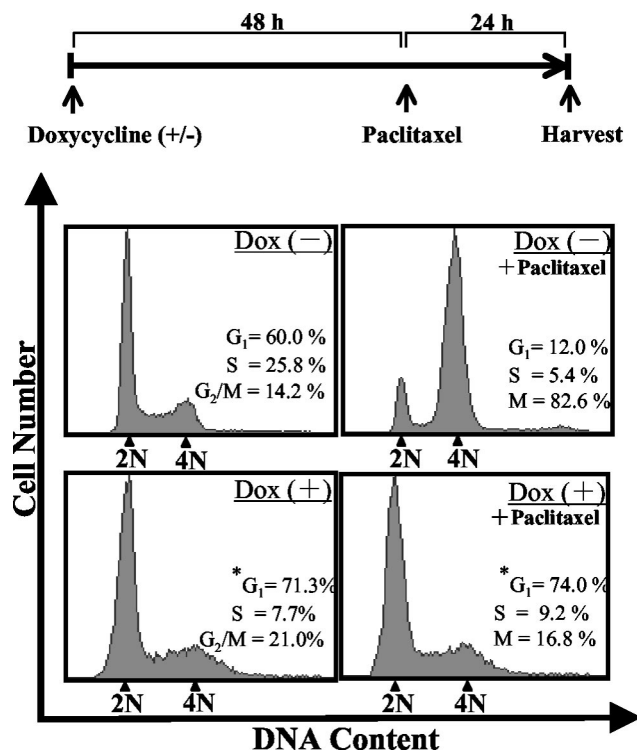 48 h
24 h
Doxycycline (+/-)
Paclitaxel
Harvest
Cell Number
Dox (−)
G₁= 60.0 %
S = 25.8 %
G₂/M = 14.2 %
2N
4N
Dox (−)
+Paclitaxel
G₁= 12.0 %
S = 5.4 %
M = 82.6 %
2N
4N
Dox (+)
*G₁= 71.3%
S = 7.7%
G₂/M = 21.0%
2N
4N
Dox (+)
+Paclitaxel
*G₁= 74.0 %
S = 9.2 %
M = 16.8 %
2N
4N
DNA Content